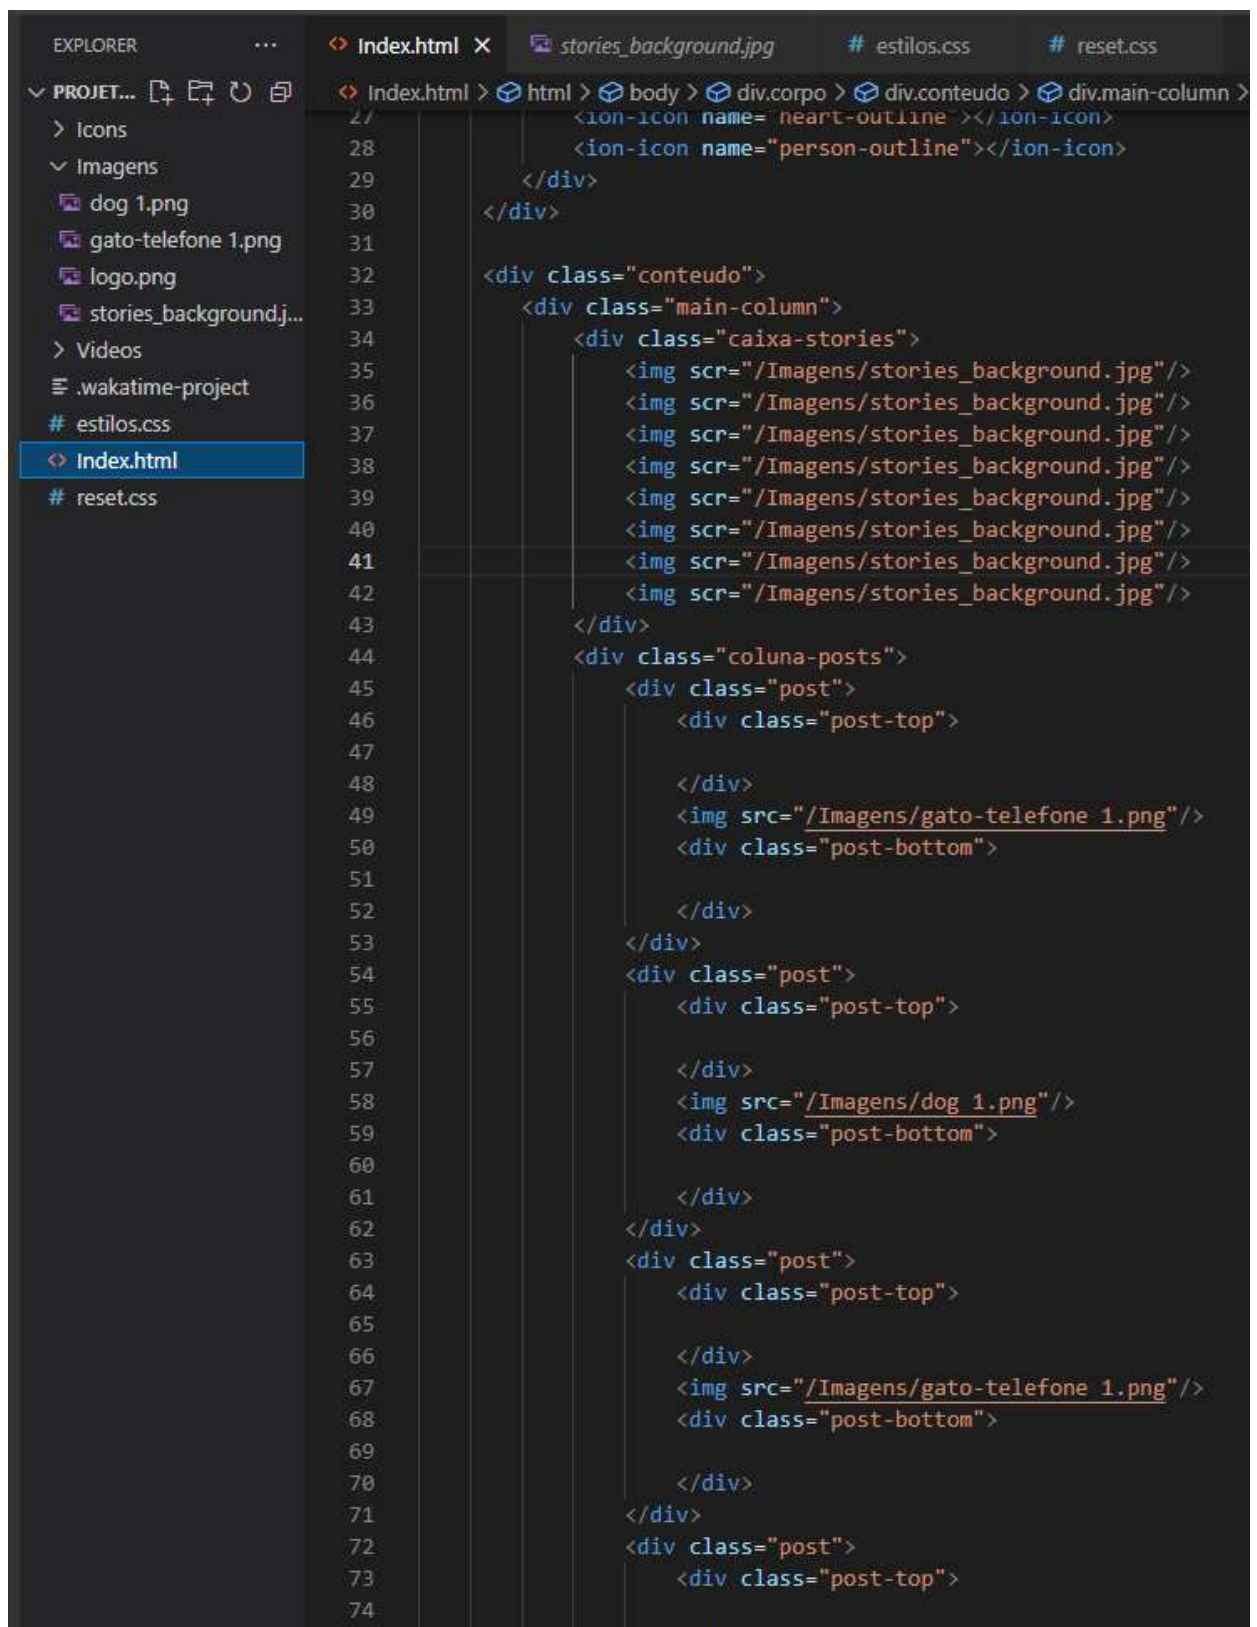 EXPLORER ...
PROJET...
> Icons
Imagens
dog 1.png
gato-telefone 1.png
logo.png
stories_background.j...
> Videos
.wakatime-project
# estilos.css
<> Index.html
# reset.css
<> Index.html × stories_background.jpg # estilos.css # reset.css
<> Index.html > html > body > div.corpo > div.conteudo > div.main-column >
27 <ion-icon name="heart-outline"></ion-icon>
28 <ion-icon name="person-outline"></ion-icon>
29 </div>
30 </div>
31
32 <div class="conteudo">
33 <div class="main-column">
34 <div class="caixa-stories">
35 <img scr="/Imagens/stories_background.jpg"/>
36 <img scr="/Imagens/stories_background.jpg"/>
37 <img scr="/Imagens/stories_background.jpg"/>
38 <img scr="/Imagens/stories_background.jpg"/>
39 <img scr="/Imagens/stories_background.jpg"/>
40 <img scr="/Imagens/stories_background.jpg"/>
41 <img scr="/Imagens/stories_background.jpg"/>
42 <img scr="/Imagens/stories_background.jpg"/>
43 </div>
44 <div class="coluna-posts">
45 <div class="post">
46 <div class="post-top">
47
48 </div>
49 <img src="/Imagens/gato-telefone 1.png"/>
50 <div class="post-bottom">
51
52 </div>
53 </div>
54 <div class="post">
55 <div class="post-top">
56
57 </div>
58 <img src="/Imagens/dog 1.png"/>
59 <div class="post-bottom">
60
61 </div>
62 </div>
63 <div class="post">
64 <div class="post-top">
65
66 </div>
67 <img src="/Imagens/gato-telefone 1.png"/>
68 <div class="post-bottom">
69
70 </div>
71 </div>
72 <div class="post">
73 <div class="post-top">
74